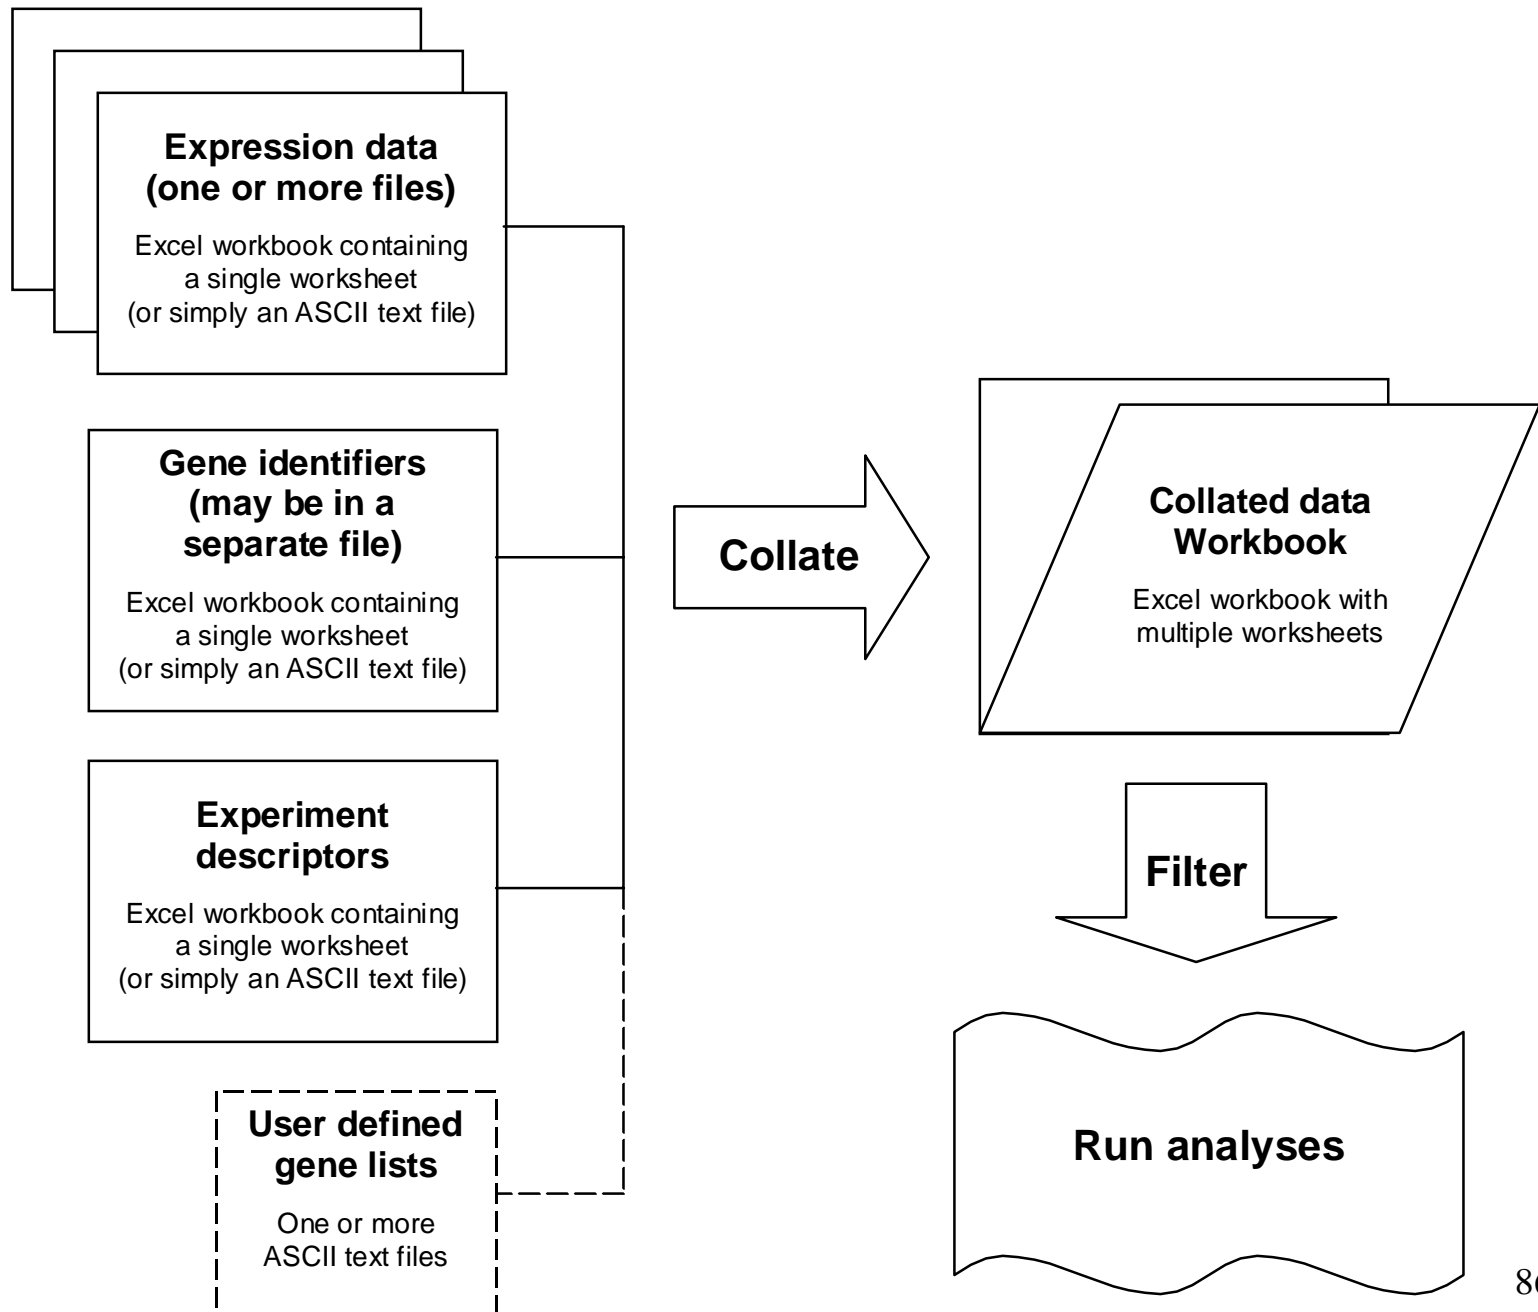 Expression data
(one or more files)
Excel workbook containing
a single worksheet
(or simply an ASCII text file)
Gene identifiers
(may be in a
separate file)
Excel workbook containing
a single worksheet
(or simply an ASCII text file)
Experiment
descriptors
Excel workbook containing
a single worksheet
(or simply an ASCII text file)
User defined
gene lists
One or more
ASCII text files
Collate
Collated data
Workbook
Excel workbook with
multiple worksheets
Filter
Run analyses